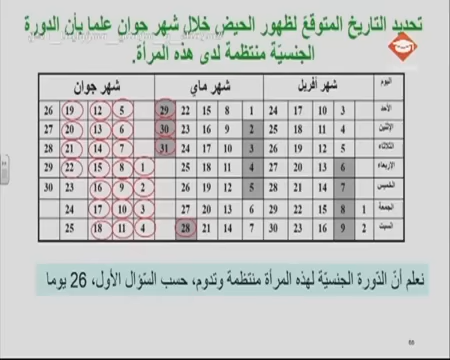 تحديد التاريخ المتوقع لظهور الحيض خلال شهر جوان علما بأن الدورة
الجنسيّة منتظمة لدى هذه المرأة.
اليوم شهر أفريل شهر ماي شهر جوان
الأحد 3 10 17 24 1 8 15 22 29 5 12 19 26
الإثنين 4 11 18 25 2 9 16 23 30 6 13 20 27
الثلاثاء 5 12 19 26 3 10 17 24 31 7 14 21 28
الإربعاء 6 13 20 27 4 11 18 25 1 8 15 22 29
الخميس 7 14 21 28 5 12 19 26 2 9 16 23 30
الجمعة 1 8 15 22 29 6 13 20 27 3 10 17 24
السبت 2 9 16 23 30 7 14 21 28 4 11 18 25
نعلم أنّ الدّورة الجنسيّة لهذه المرأة منتظمة وتدوم، حسب السّؤال الأول، 26 يوما